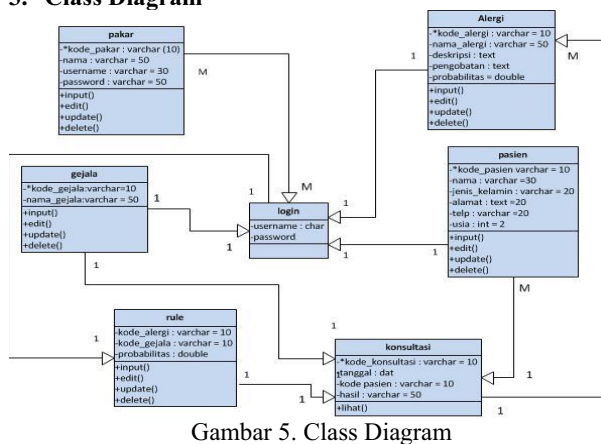 3. Class Diagram
pakar
-*kode_pakar : varchar (10)
-nama : varchar = 50
-username : varchar = 30
-password : varchar = 50
+input()
+edit()
+update()
+delete()
M
Alergi
-*kode_alergi : varchar = 10
-nama_alergi : varchar = 50
-deskripsi : text
-pengobatan : text
-probabilitas = double
+input()
+edit()
+update()
+delete()
1
M
gejala
-*kode_gejala:varchar=10
-nama_gejala:varchar = 50
+input()
+edit()
+update()
+delete()
1
1
1
1
M
login
-username : char
-password
1
1
1
pasien
-*kode_pasien varchar = 10
-nama : varchar =30
-jenis_kelamin : varchar = 20
-alamat : text =20
-telp : varchar =20
-usia : int = 2
+input()
+edit()
+update()
+delete()
M
1
rule
-kode_alergi : varchar = 10
-kode_gejala : varchar = 10
-probabilitas : double
+input()
+edit()
+update()
+delete()
1
1
1
1
konsultasi
-*kode_konsultasi : varchar = 10
tanggal : dat
-kode pasien : varchar = 10
-hasil : varchar = 50
+lihat()
1
1
Gambar 5. Class Diagram